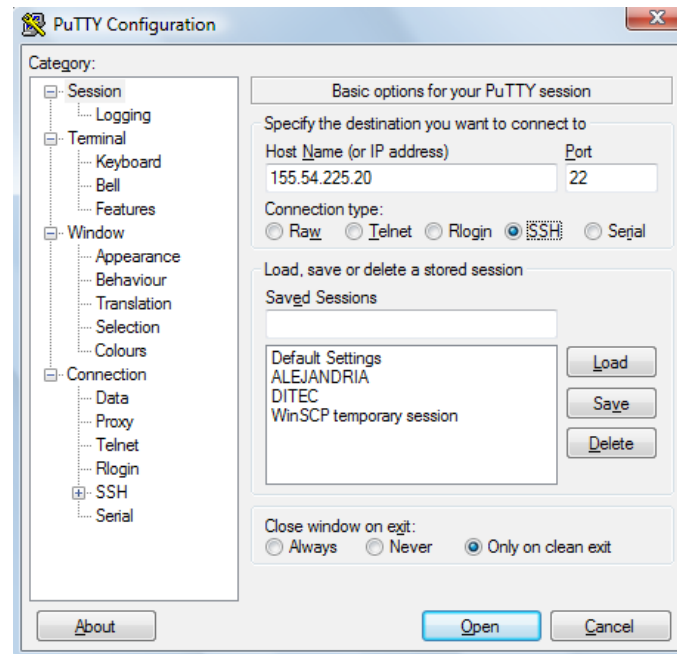 PuTTY Configuration
Category:
Session
Logging
Terminal
Keyboard
Bell
Features
Window
Appearance
Behaviour
Translation
Selection
Colours
Connection
Data
Proxy
Telnet
Rlogin
SSH
Serial
Basic options for your PuTTY session
Specify the destination you want to connect to
Host Name (or IP address) Port
155.54.225.20 22
Connection type:
Raw Telnet Rlogin SSH Serial
Load, save or delete a stored session
Saved Sessions
Default Settings
ALEJANDRIA
DITEC
WinSCP temporary session
Load
Save
Delete
Close window on exit:
Always Never Only on clean exit
About Open Cancel